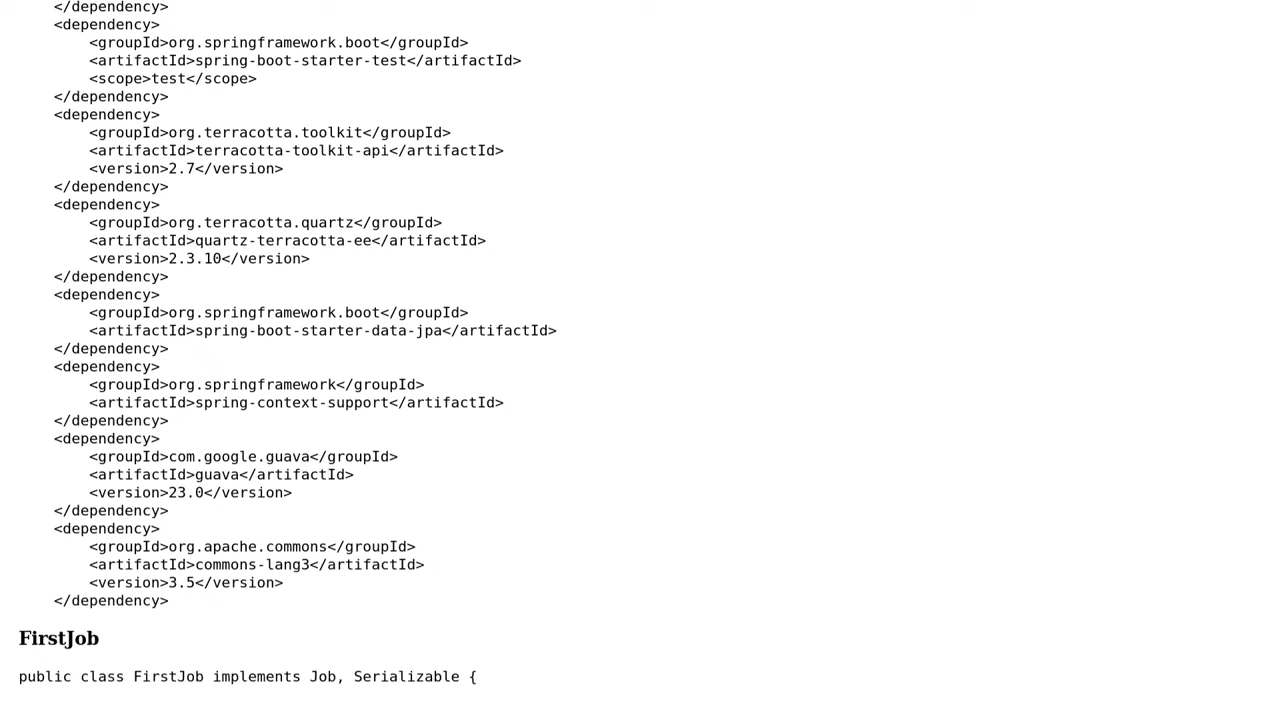 </dependency>
<dependency>
<groupId>org.springframework.boot</groupId>
<artifactId>spring-boot-starter-test</artifactId>
<scope>test</scope>
</dependency>
<dependency>
<groupId>org.terracotta.toolkit</groupId>
<artifactId>terracotta-toolkit-api</artifactId>
<version>2.7</version>
</dependency>
<dependency>
<groupId>org.terracotta.quartz</groupId>
<artifactId>quartz-terracotta-ee</artifactId>
<version>2.3.10</version>
</dependency>
<dependency>
<groupId>org.springframework.boot</groupId>
<artifactId>spring-boot-starter-data-jpa</artifactId>
</dependency>
<dependency>
<groupId>org.springframework</groupId>
<artifactId>spring-context-support</artifactId>
</dependency>
<dependency>
<groupId>com.google.guava</groupId>
<artifactId>guava</artifactId>
<version>23.0</version>
</dependency>
<dependency>
<groupId>org.apache.commons</groupId>
<artifactId>commons-lang3</artifactId>
<version>3.5</version>
</dependency>
FirstJob
public class FirstJob implements Job, Serializable {